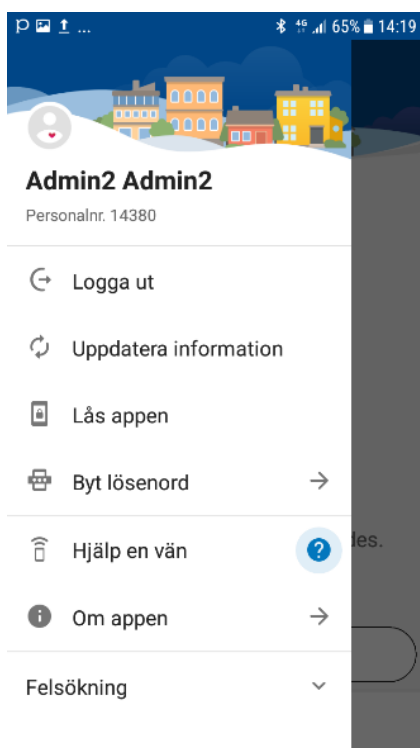 4G 65% 14:19
Admin2 Admin2
Personalnr. 14380
Logga ut
Uppdatera information
Lås appen
Byt lösenord
Hjälp en vän
des.
Om appen
Felsökning